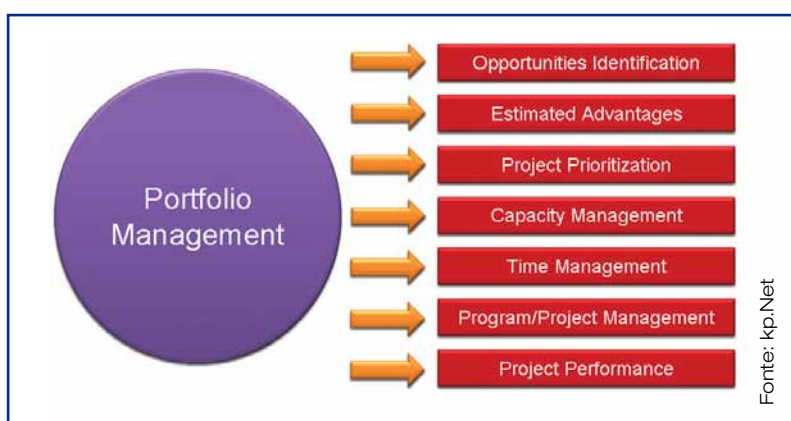 Portfolio
Management
Opportunities Identification
Estimated Advantages
Project Prioritization
Capacity Management
Time Management
Program/Project Management
Project Performance
Fonte: kp.Net